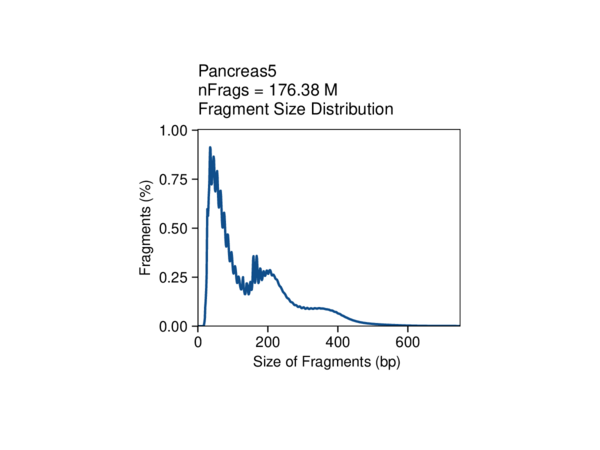 Pancreas5
nFrags = 176.38 M
Fragment Size Distribution
1.00
0.75
0.50
0.25
0.00
Fragments (%)
0 200 400 600
Size of Fragments (bp)